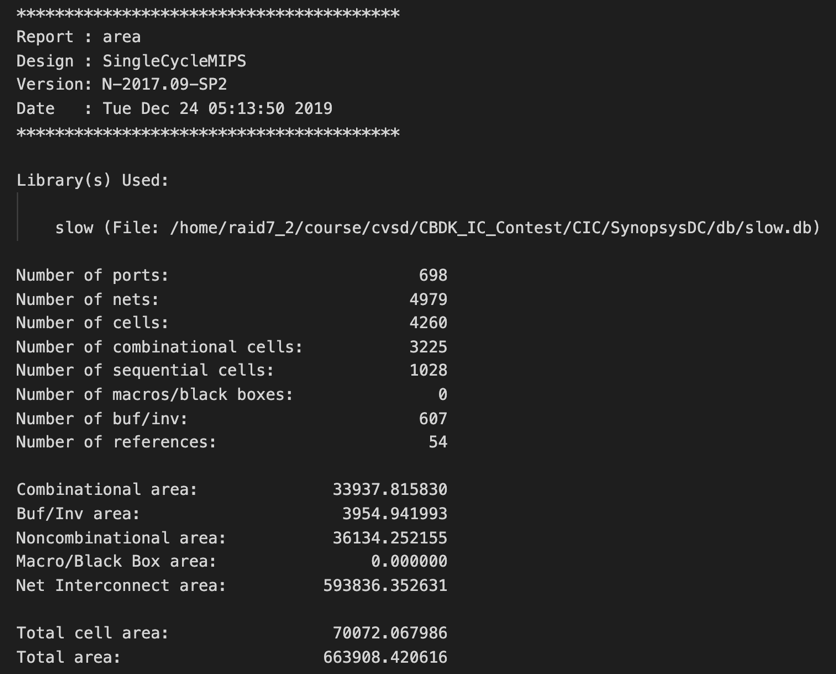 ****************************************
Report : area
Design : SingleCycleMIPS
Version: N-2017.09-SP2
Date   : Tue Dec 24 05:13:50 2019
****************************************
Library(s) Used:
slow (File: /home/raid7_2/course/cvsd/CBDK_IC_Contest/CIC/SynopsysDC/db/slow.db)
Number of ports: 698
Number of nets: 4979
Number of cells: 4260
Number of combinational cells: 3225
Number of sequential cells: 1028
Number of macros/black boxes: 0
Number of buf/inv: 607
Number of references: 54
Combinational area: 33937.815830
Buf/Inv area: 3954.941993
Noncombinational area: 36134.252155
Macro/Black Box area: 0.000000
Net Interconnect area: 593836.352631
Total cell area: 70072.067986
Total area: 663908.420616